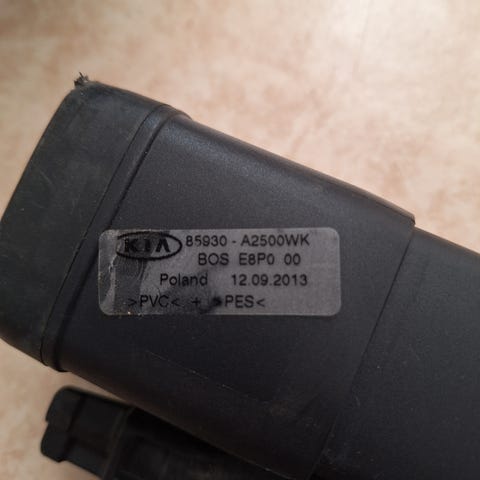 KIA 85930 - A2500WK
BOS E8P0 00
Poland 12.09.2013
>PVC< + >PES<